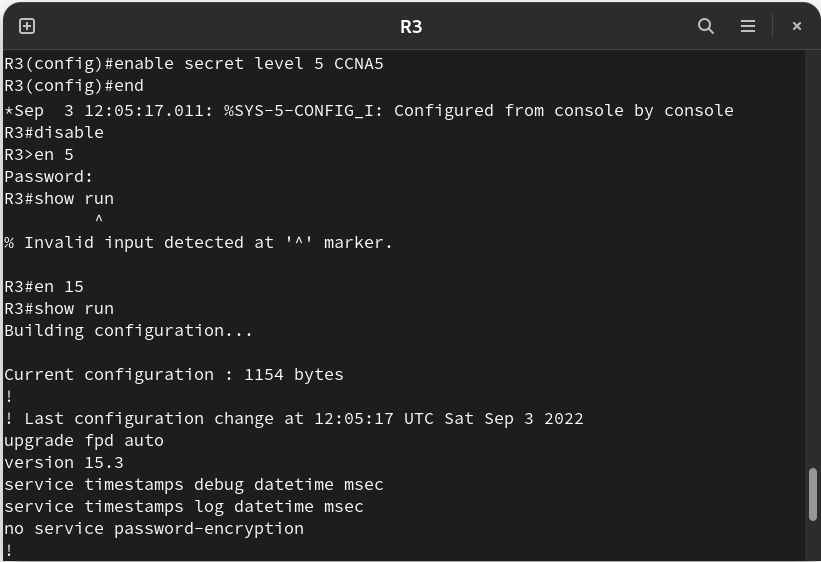 R3
R3(config)#enable secret level 5 CCNA5
R3(config)#end
*Sep  3 12:05:17.011: %SYS-5-CONFIG_I: Configured from console by console
R3#disable
R3>en 5
Password:
R3#show run
         ^
% Invalid input detected at '^' marker.

R3#en 15
R3#show run
Building configuration...

Current configuration : 1154 bytes
!
! Last configuration change at 12:05:17 UTC Sat Sep 3 2022
upgrade fpd auto
version 15.3
service timestamps debug datetime msec
service timestamps log datetime msec
no service password-encryption
!